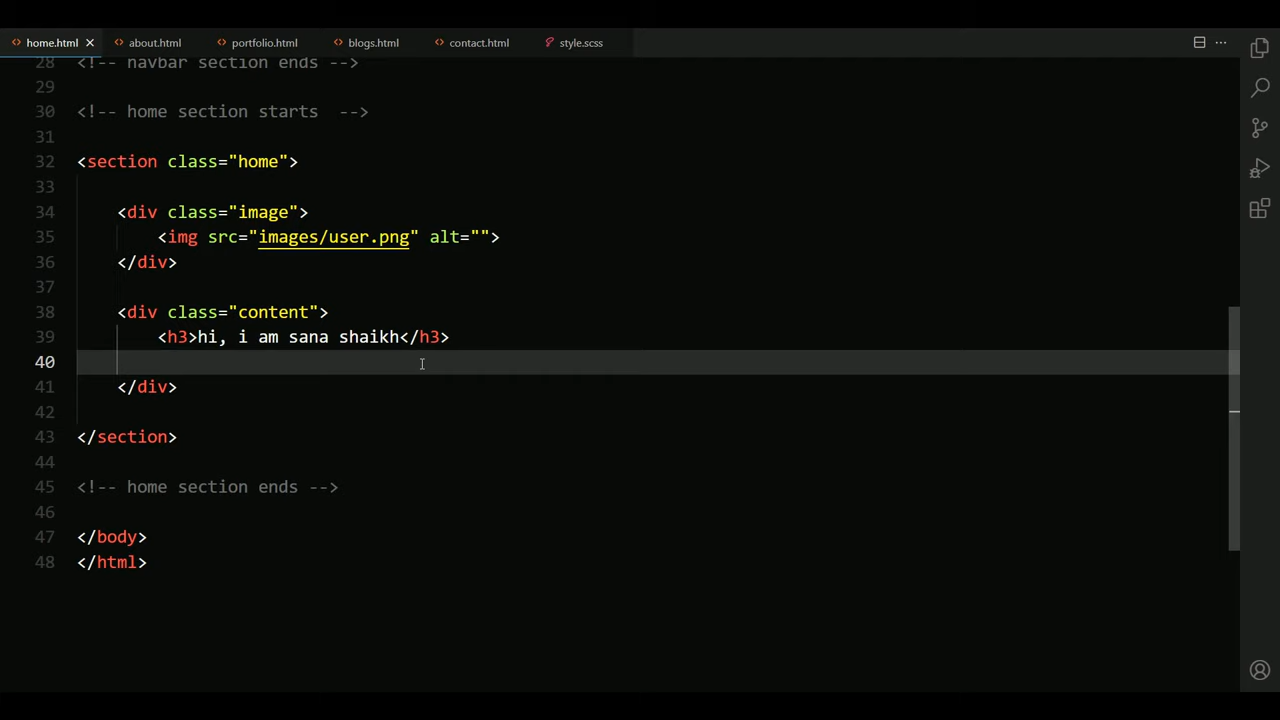 home.html about.html portfolio.html blogs.html contact.html style.scss
28 <!-- navbar section ends -->
29
30 <!-- home section starts  -->
31
32 <section class="home">
33
34 <div class="image">
35 <img src="images/user.png" alt="">
36 </div>
37
38 <div class="content">
39 <h3>hi, i am sana shaikh</h3>
40
41 </div>
42
43 </section>
44
45 <!-- home section ends -->
46
47 </body>
48 </html>